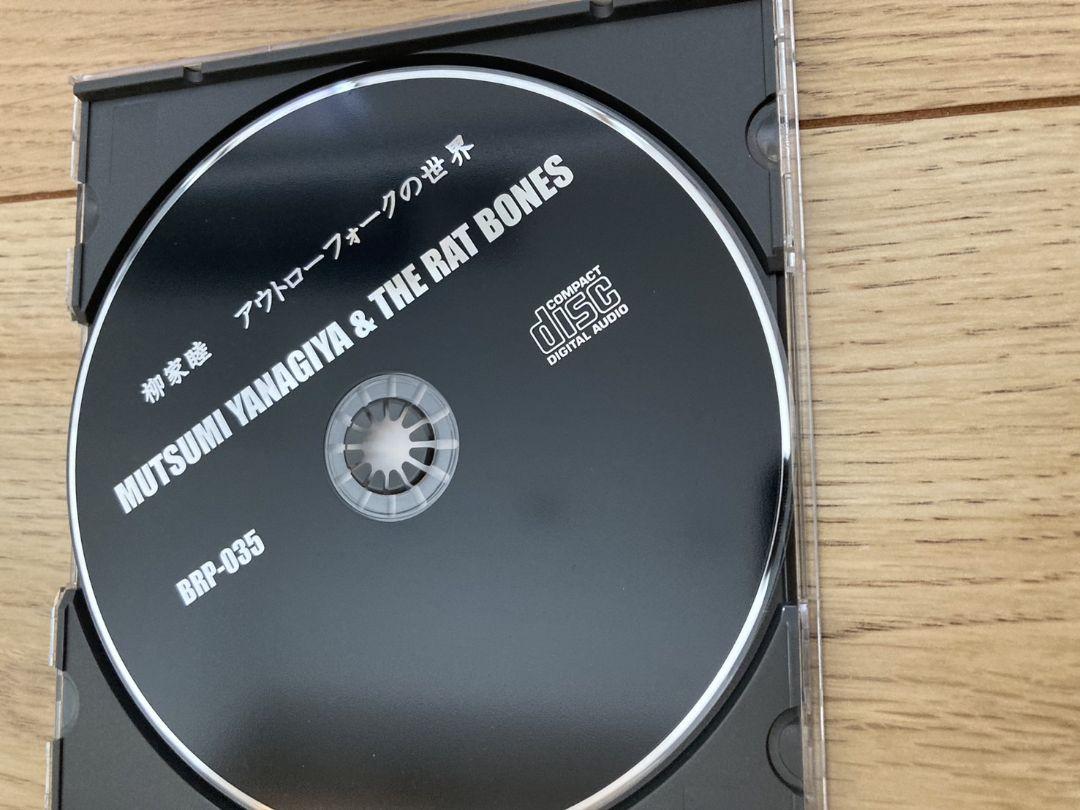 柳家睦　アウトローフォークの世界
MUTSUMI YANAGIYA & THE RAT BONES
COMPACT
disc
DIGITAL AUDIO
BRP-035